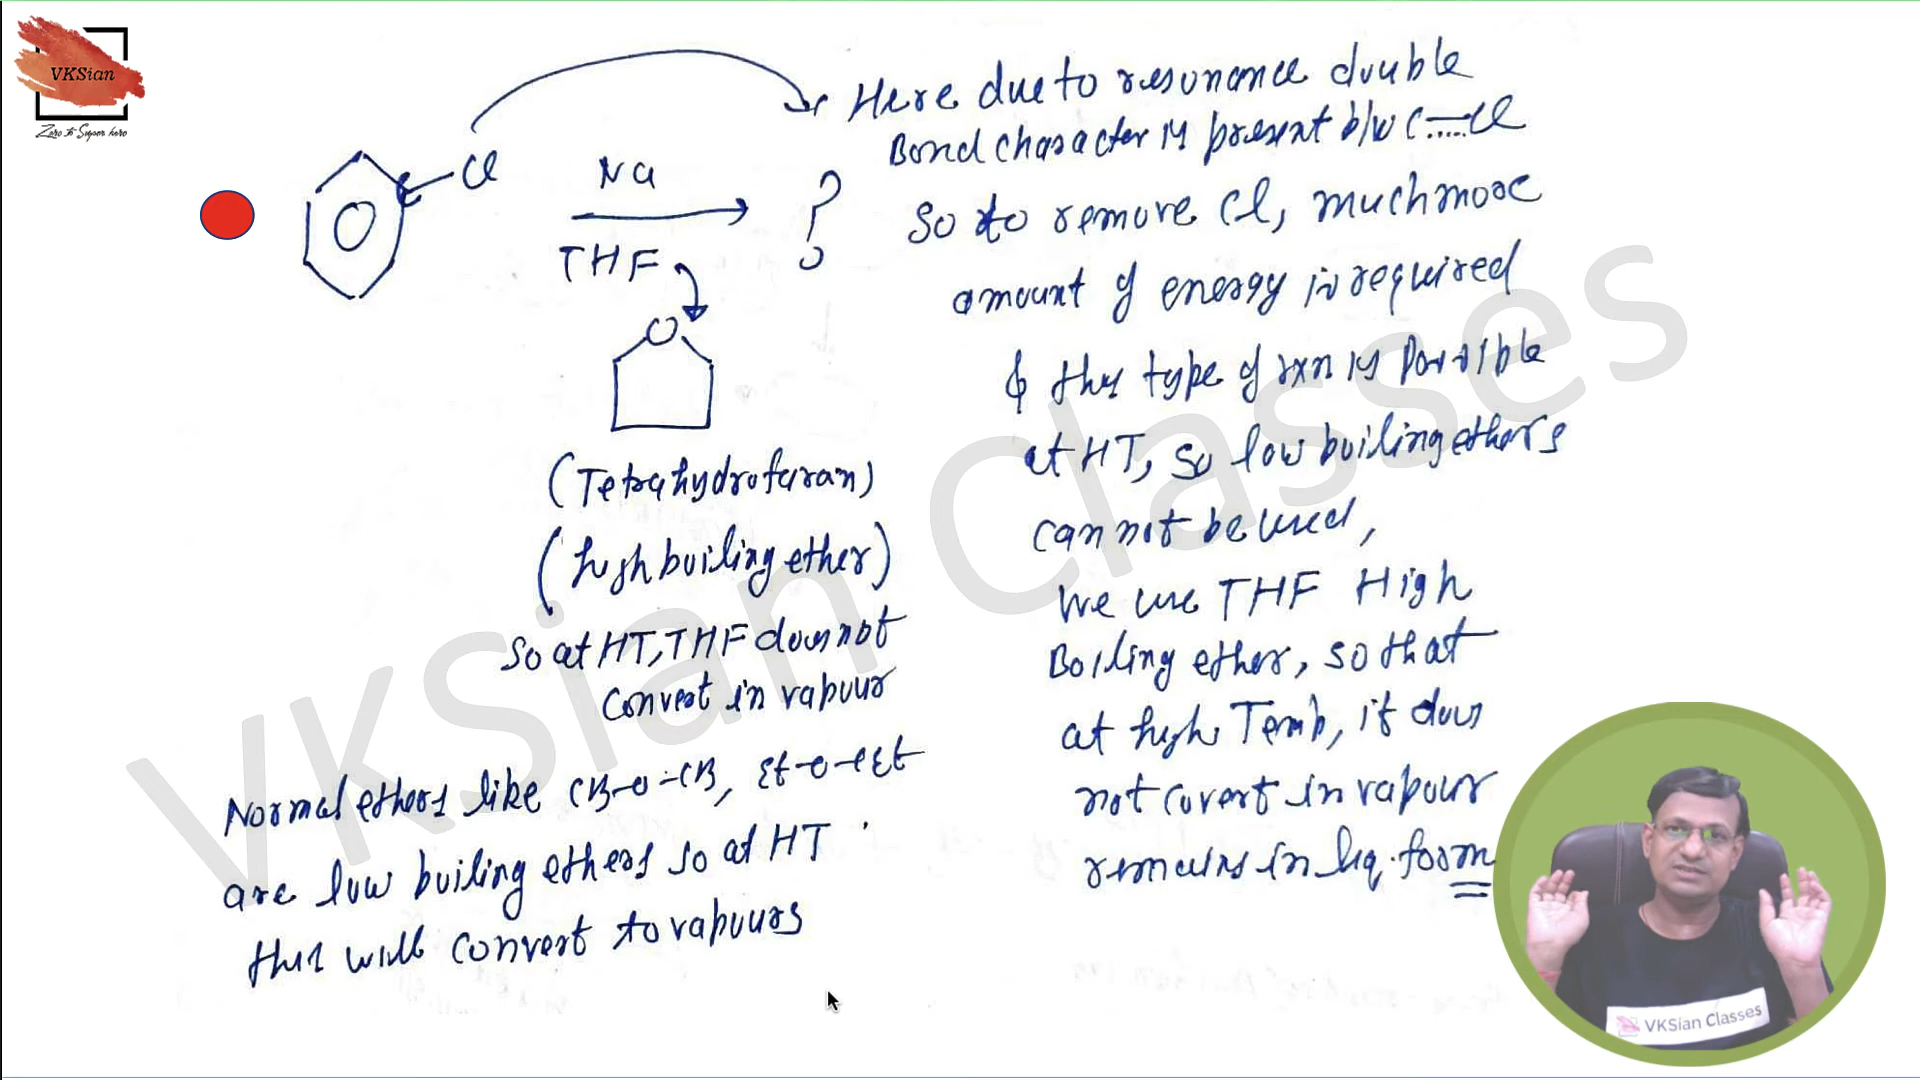 VKSian
Zero to Super hero
Cl
C
Na
THF
?
O
(Tetrahydrofuran)
(high boiling ether)
So at HT, THF does not
convert in vapour
Normal ethers like CH3-O-CH3, Et-O-Et
are low boiling ethers so at HT
this will convert to vapours
Here due to resonance double
Bond character is present b/w C-Cl
So to remove Cl, much more
amount of energy is required
& this type of rxn is possible
at HT, so low boiling ethers
cannot be used,
We use THF High
Boiling ether, so that
at high Temp, it does
not covert in vapour
remains in liq. form
VKSian Classes
VKSian Classes